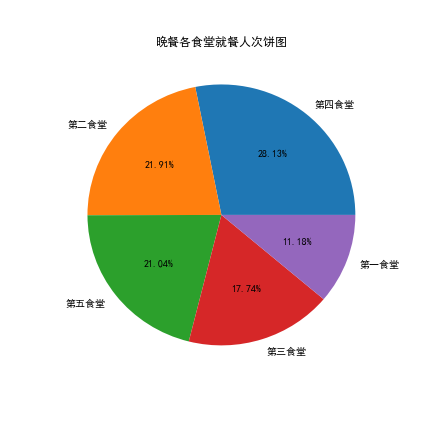 晚餐各食堂就餐人次饼图
第四食堂
28.13%
第二食堂
21.91%
第五食堂
21.04%
第三食堂
17.74%
第一食堂
11.18%